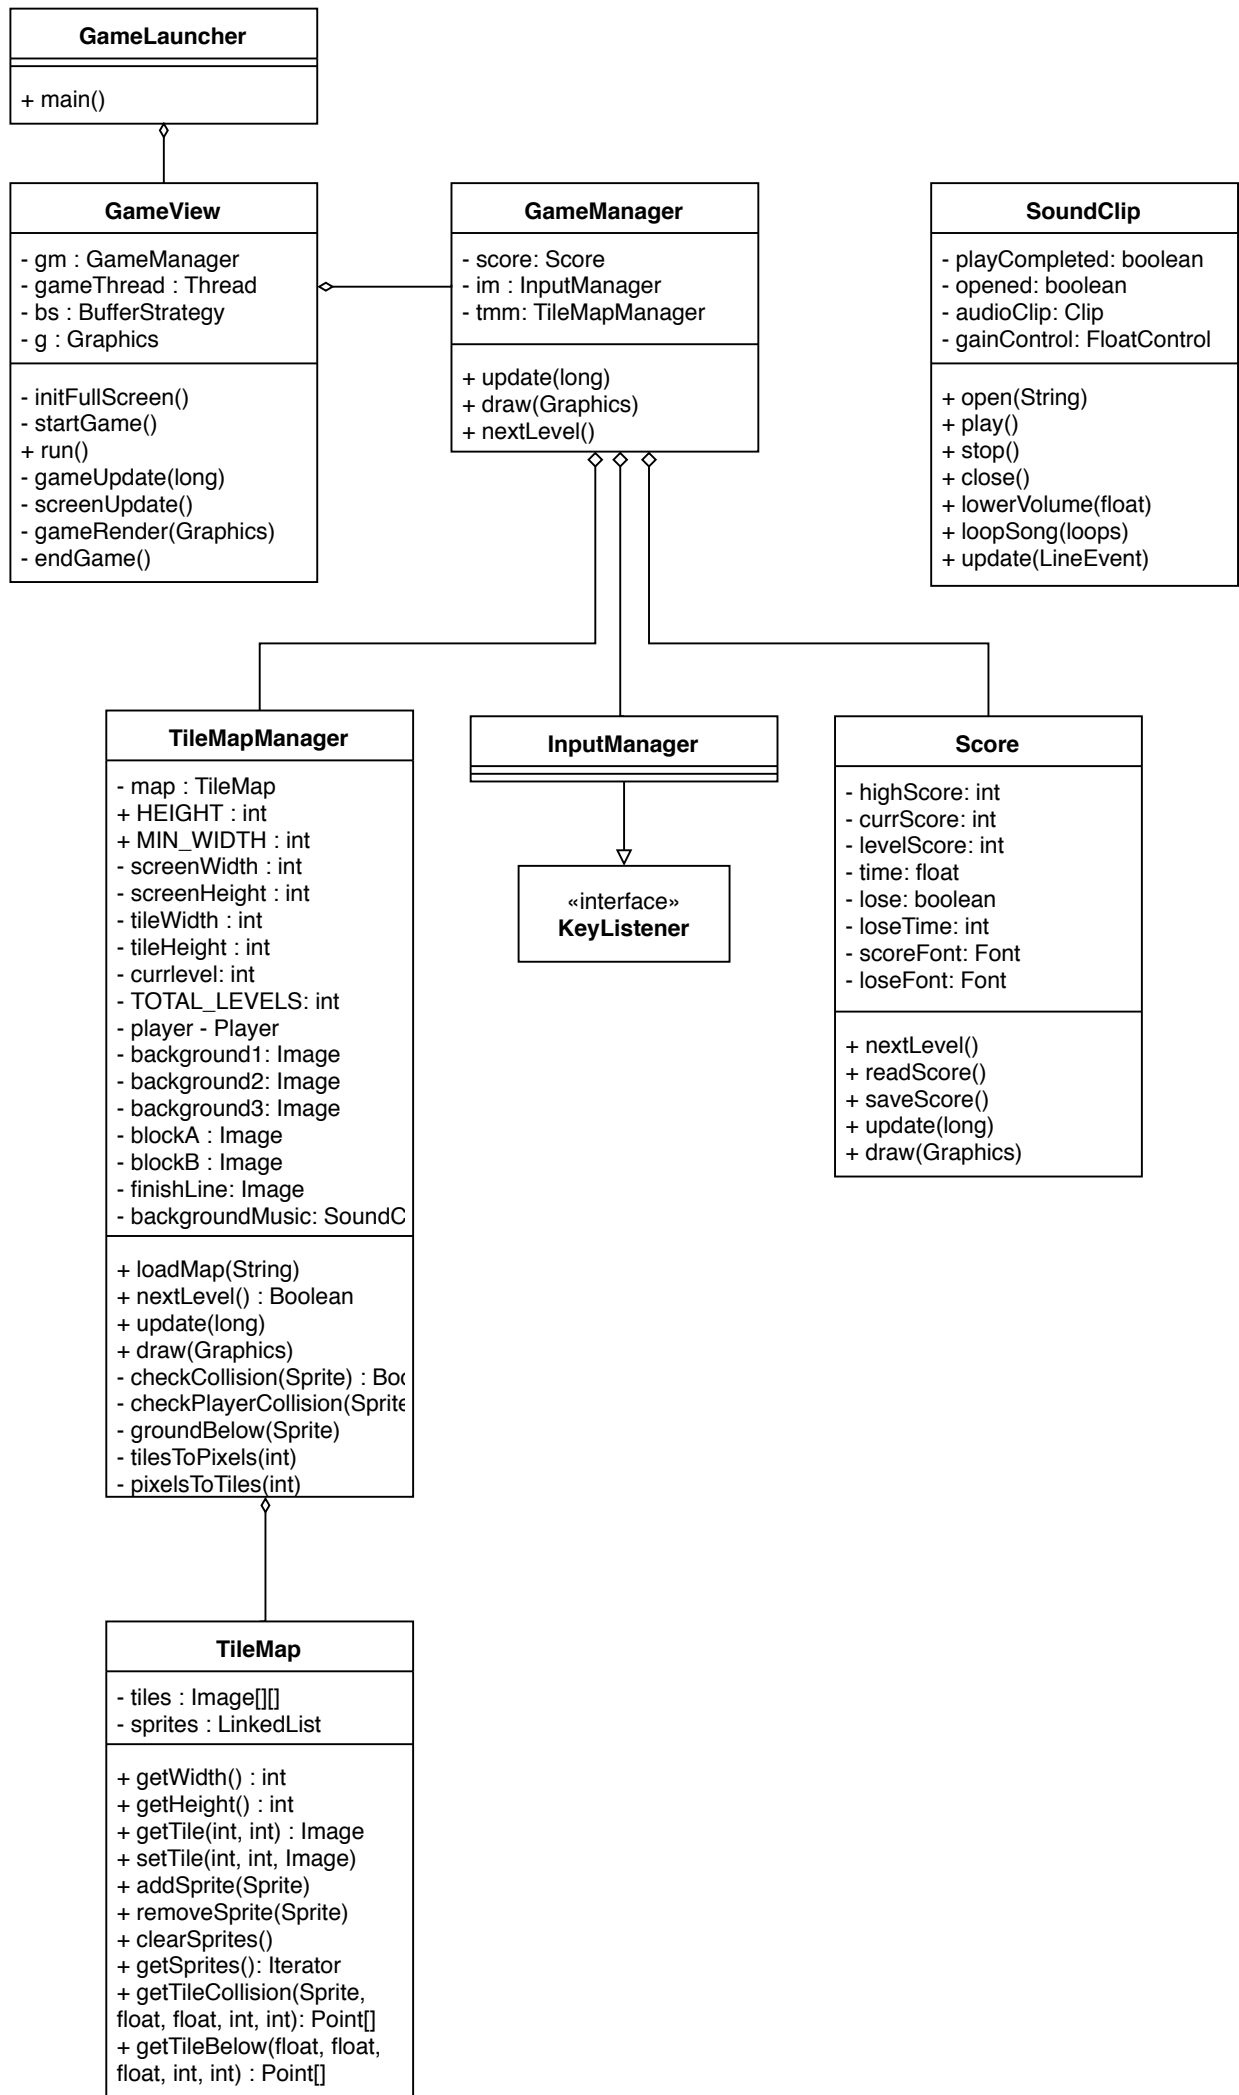 GameLauncher
+ main()
GameView
- gm : GameManager
- gameThread : Thread
- bs : BufferStrategy
- g : Graphics
- initFullScreen()
- startGame()
+ run()
- gameUpdate(long)
- screenUpdate()
- gameRender(Graphics)
- endGame()
GameManager
- score: Score
- im : InputManager
- tmm: TileMapManager
+ update(long)
+ draw(Graphics)
+ nextLevel()
SoundClip
- playCompleted: boolean
- opened: boolean
- audioClip: Clip
- gainControl: FloatControl
+ open(String)
+ play()
+ stop()
+ close()
+ lowerVolume(float)
+ loopSong(loops)
+ update(LineEvent)
TileMapManager
- map : TileMap
+ HEIGHT : int
+ MIN_WIDTH : int
- screenWidth : int
- screenHeight : int
- tileWidth : int
- tileHeight : int
- currlevel: int
- TOTAL_LEVELS: int
- player - Player
- background1: Image
- background2: Image
- background3: Image
- blockA : Image
- blockB : Image
- finishLine: Image
- backgroundMusic: SoundC
+ loadMap(String)
+ nextLevel() : Boolean
+ update(long)
+ draw(Graphics)
- checkCollision(Sprite) : Boo
- checkPlayerCollision(Sprite
- groundBelow(Sprite)
- tilesToPixels(int)
- pixelsToTiles(int)
InputManager
«interface»
KeyListener
Score
- highScore: int
- currScore: int
- levelScore: int
- time: float
- lose: boolean
- loseTime: int
- scoreFont: Font
- loseFont: Font
+ nextLevel()
+ readScore()
+ saveScore()
+ update(long)
+ draw(Graphics)
TileMap
- tiles : Image[][]
- sprites : LinkedList
+ getWidth() : int
+ getHeight() : int
+ getTile(int, int) : Image
+ setTile(int, int, Image)
+ addSprite(Sprite)
+ removeSprite(Sprite)
+ clearSprites()
+ getSprites(): Iterator
+ getTileCollision(Sprite,
float, float, int, int): Point[]
+ getTileBelow(float, float,
float, int, int) : Point[]